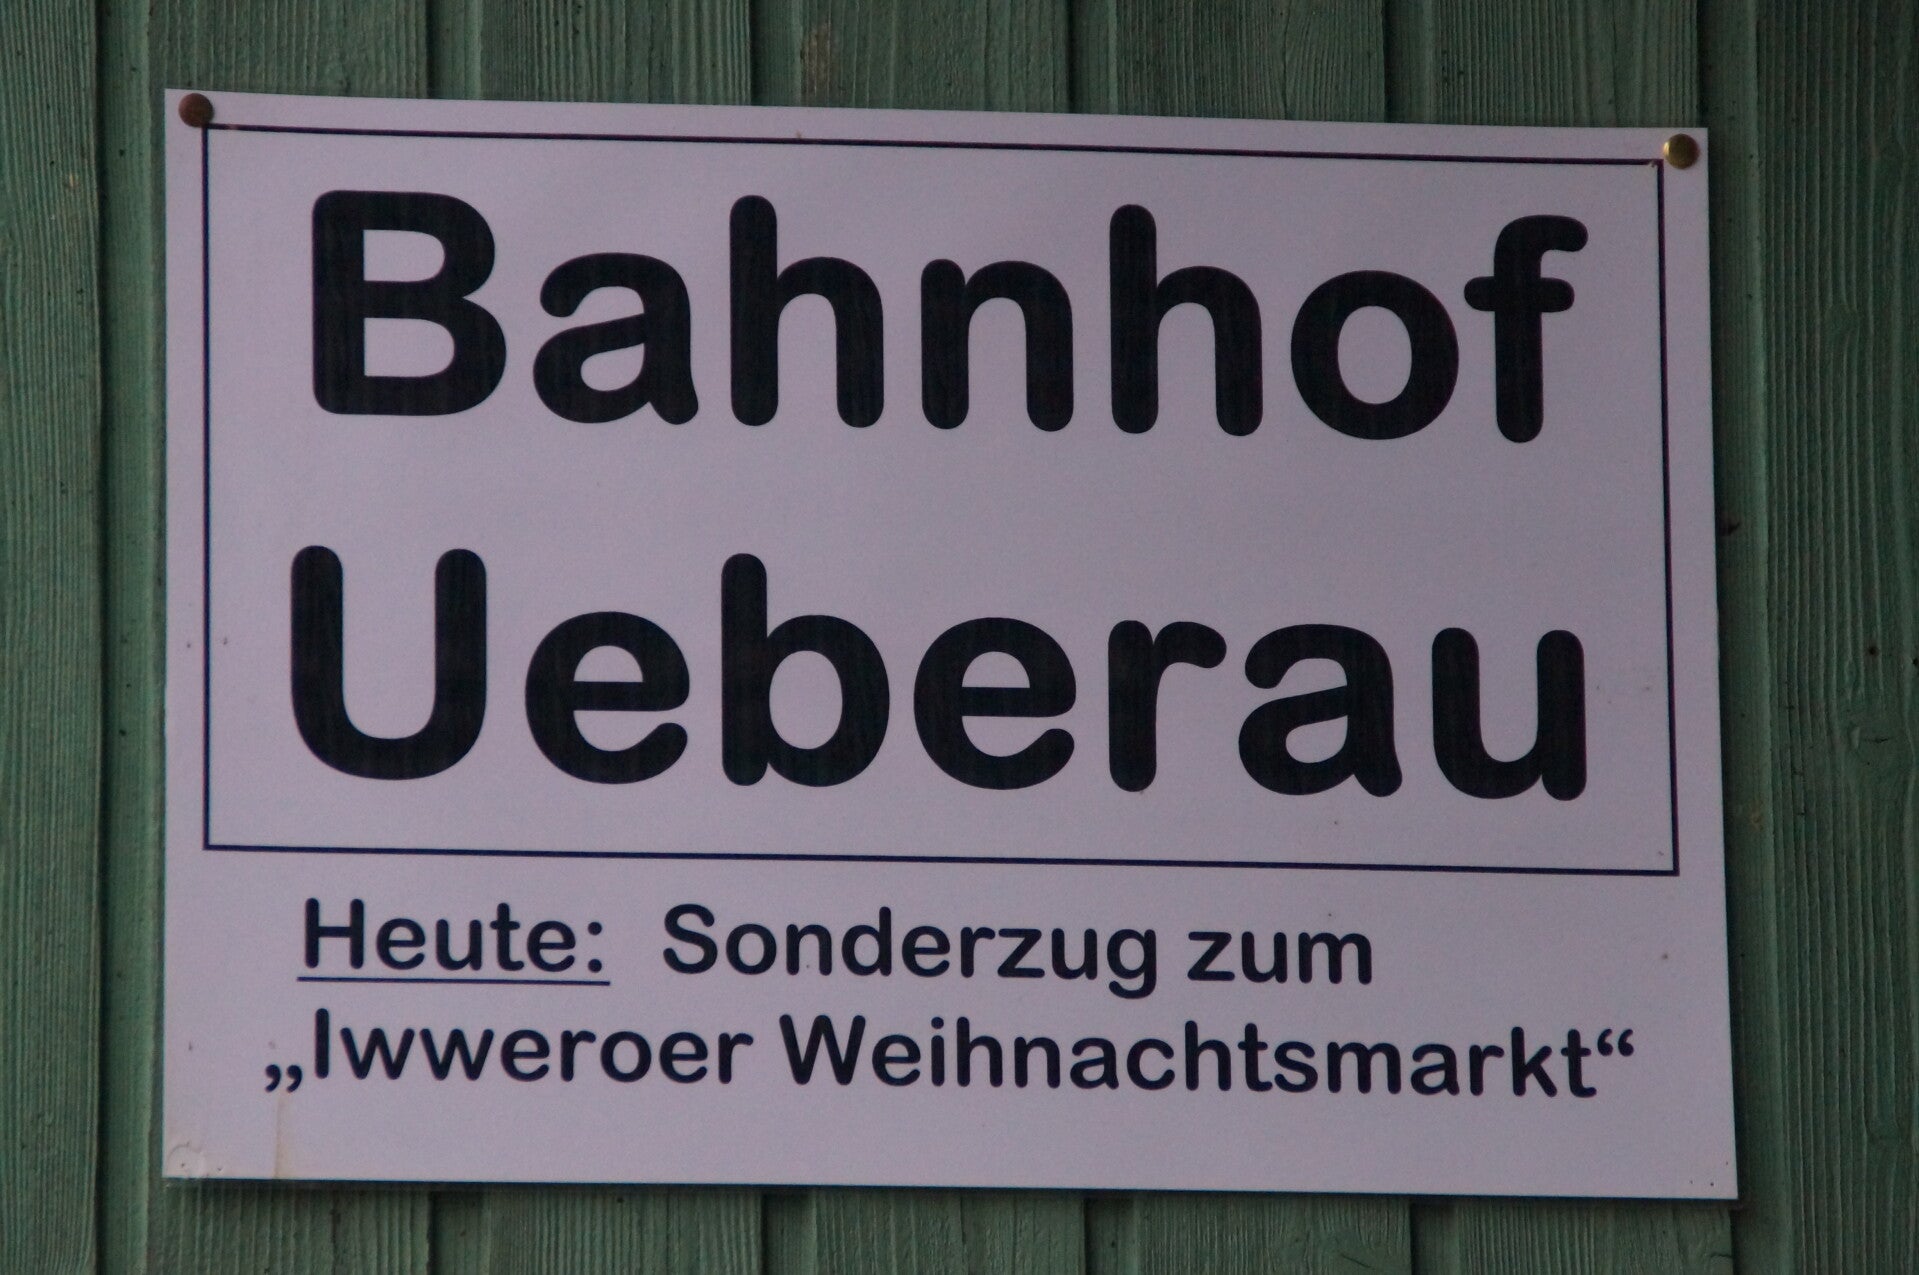 Bahnhof
Ueberau
Heute: Sonderzug zum
„Iwweroer Weihnachtsmarkt“